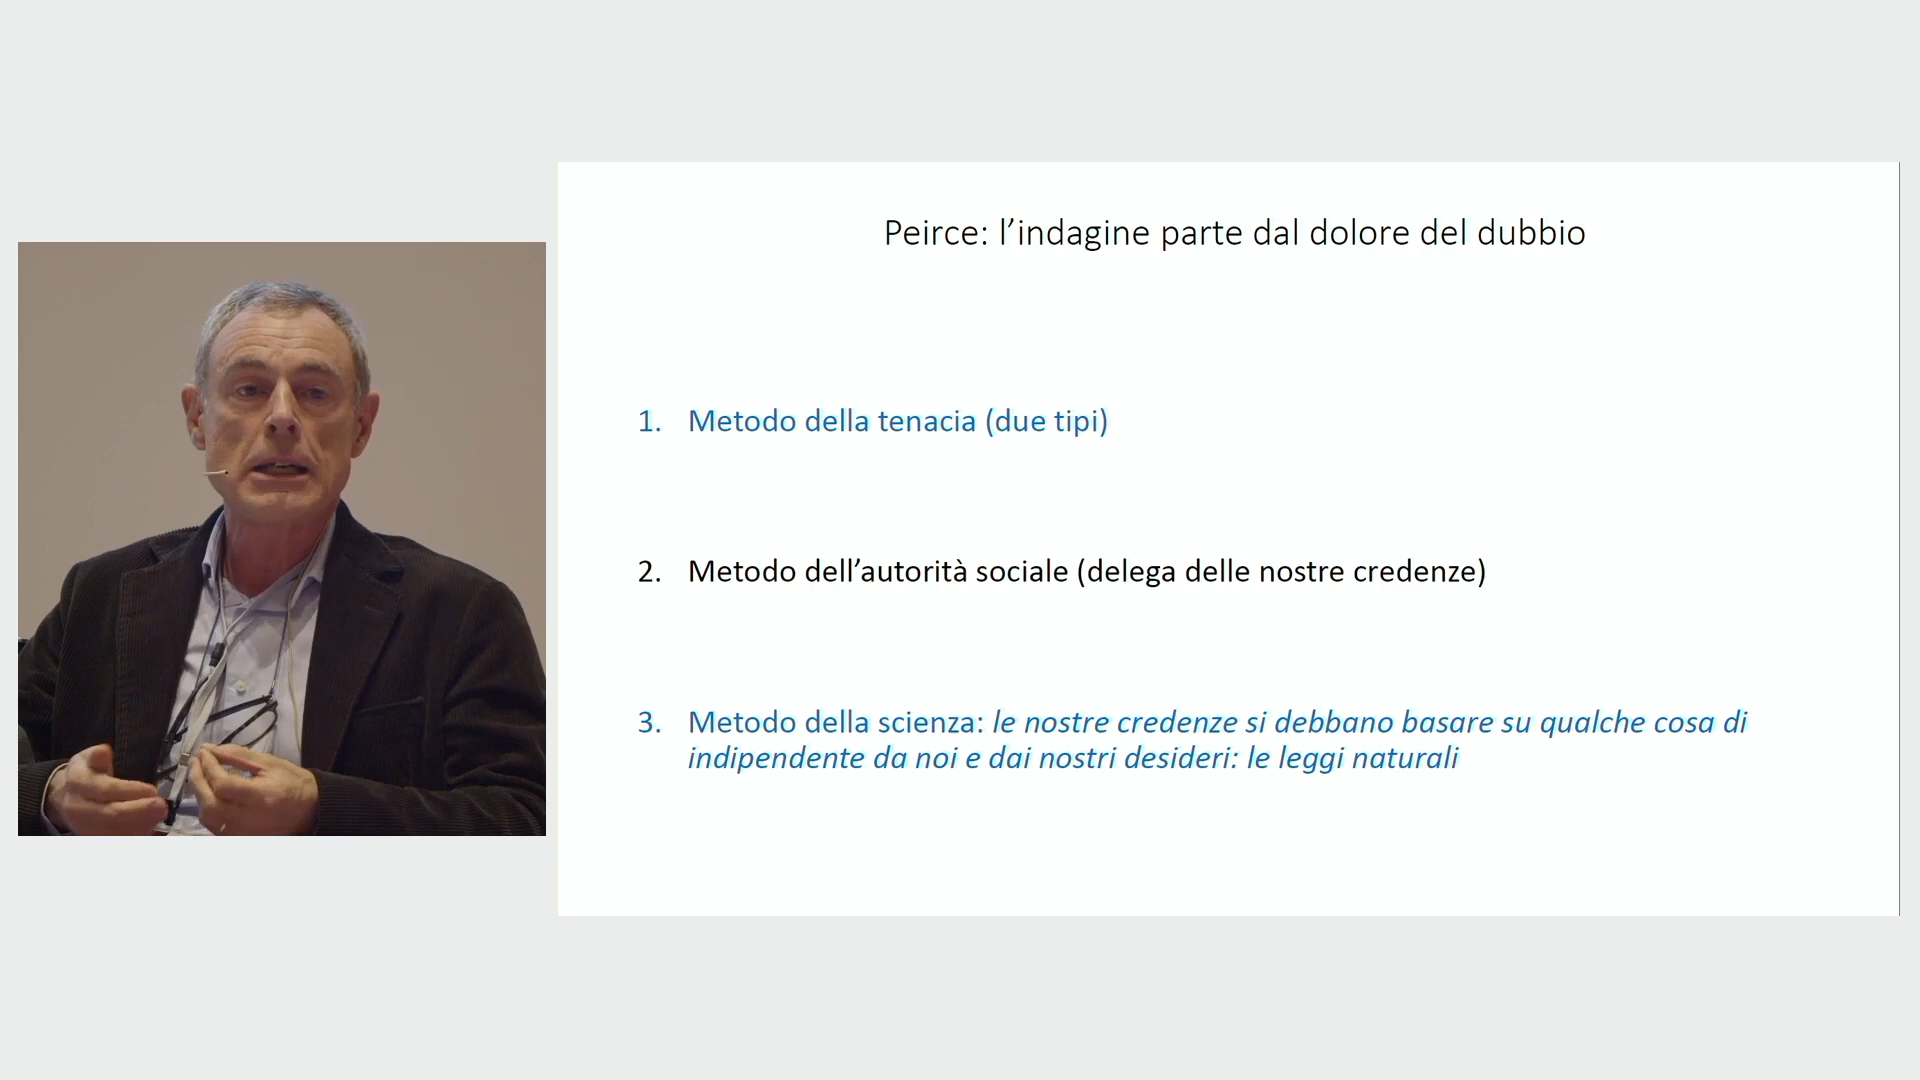 Peirce: l’indagine parte dal dolore del dubbio
1. Metodo della tenacia (due tipi)
2. Metodo dell’autorità sociale (delega delle nostre credenze)
3. Metodo della scienza: le nostre credenze si debbano basare su qualche cosa di
indipendente da noi e dai nostri desideri: le leggi naturali